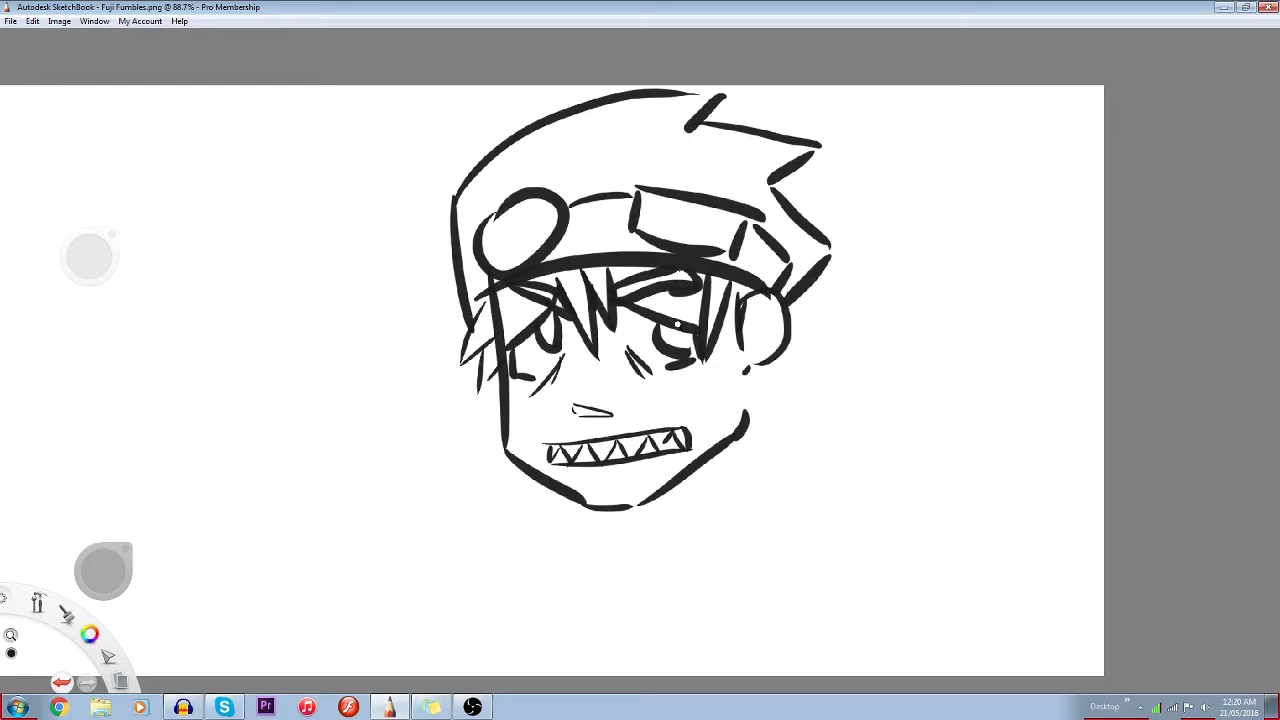 Autodesk SketchBook - Fuji Fumbles.png @ 88.7% - Pro Membership
File Edit Image Window My Account Help
Pr
Desktop
»
12:20 AM
21/05/2016